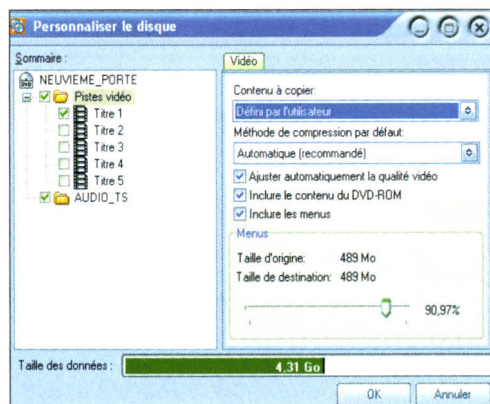 Personnaliser le disque
Sommaire :
NEUVIEME_PORTE
Pistes vidéo
Titre 1
Titre 2
Titre 3
Titre 4
Titre 5
AUDIO_TS
Vidéo
Contenu à copier:
Défini par l'utilisateur
Méthode de compression par défaut:
Automatique (recommandé)
Ajuster automatiquement la qualité vidéo
Inclure le contenu du DVD-ROM
Inclure les menus
Menus
Taille d'origine: 489 Mo
Taille de destination: 489 Mo
90,97%
Taille des données : 4,31 Go
OK Annuler